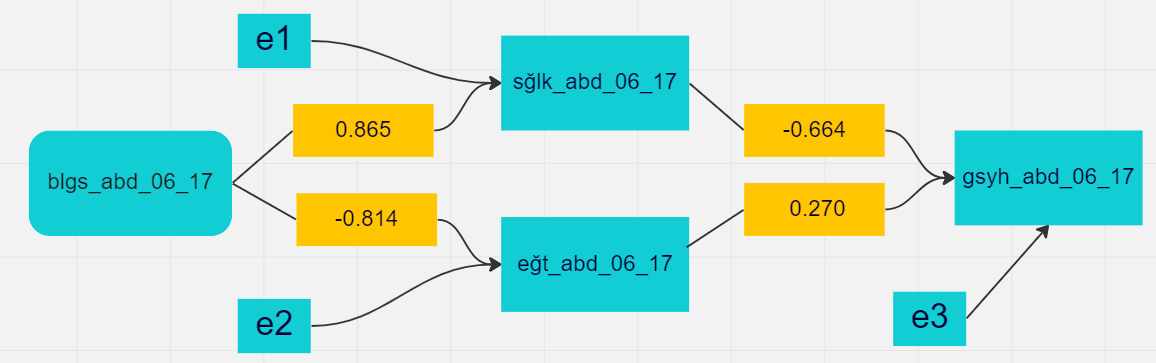 e1
sğlk_abd_06_17
0.865
-0.664
blgs_abd_06_17
gsyh_abd_06_17
-0.814
0.270
eğt_abd_06_17
e2
e3